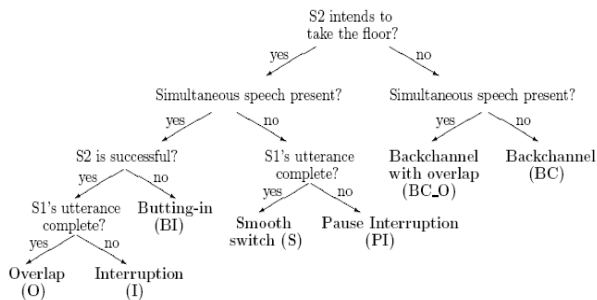 S2 intends to
take the floor?
yes
no
Simultaneous speech present?
Simultaneous speech present?
yes
no
yes
no
S2 is successful?
S1's utterance
complete?
Backchannel
with overlap
(BC_O)
Backchannel
(BC)
yes
no
yes
no
S1's utterance
complete?
Butting-in
(BI)
Smooth
switch (S)
Pause Interruption
(PI)
yes
no
Overlap
(O)
Interruption
(I)